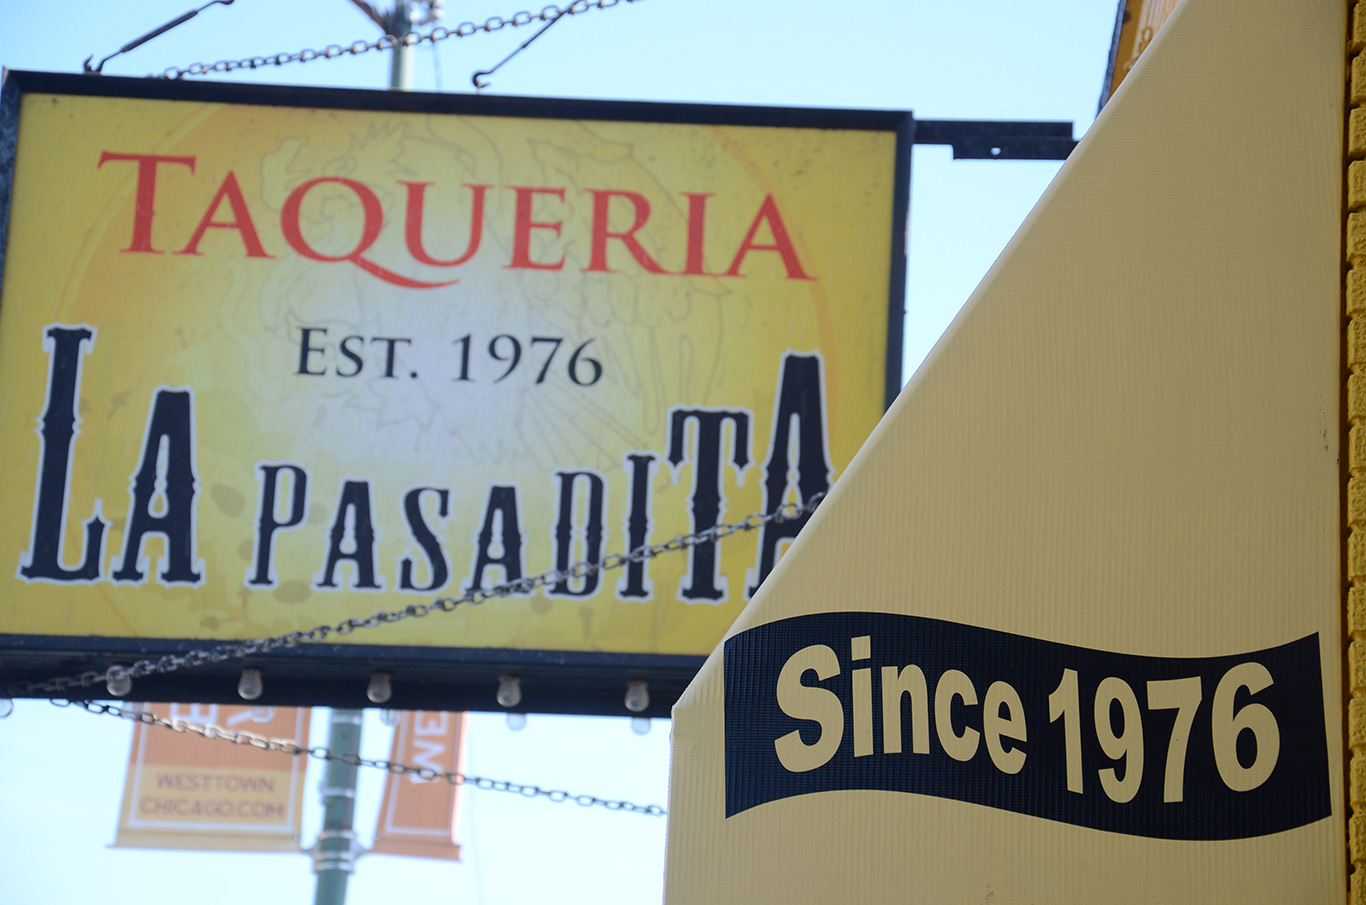 TAQUERIA
EST. 1976
LA PASADITA
Since 1976
WESTTOWN
CHICAGO.COM